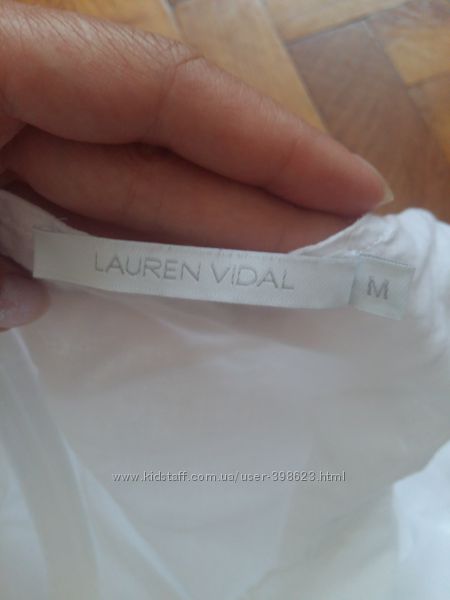 LAUREN VIDAL
M
www.kidstaff.com.ua/user-398623.html